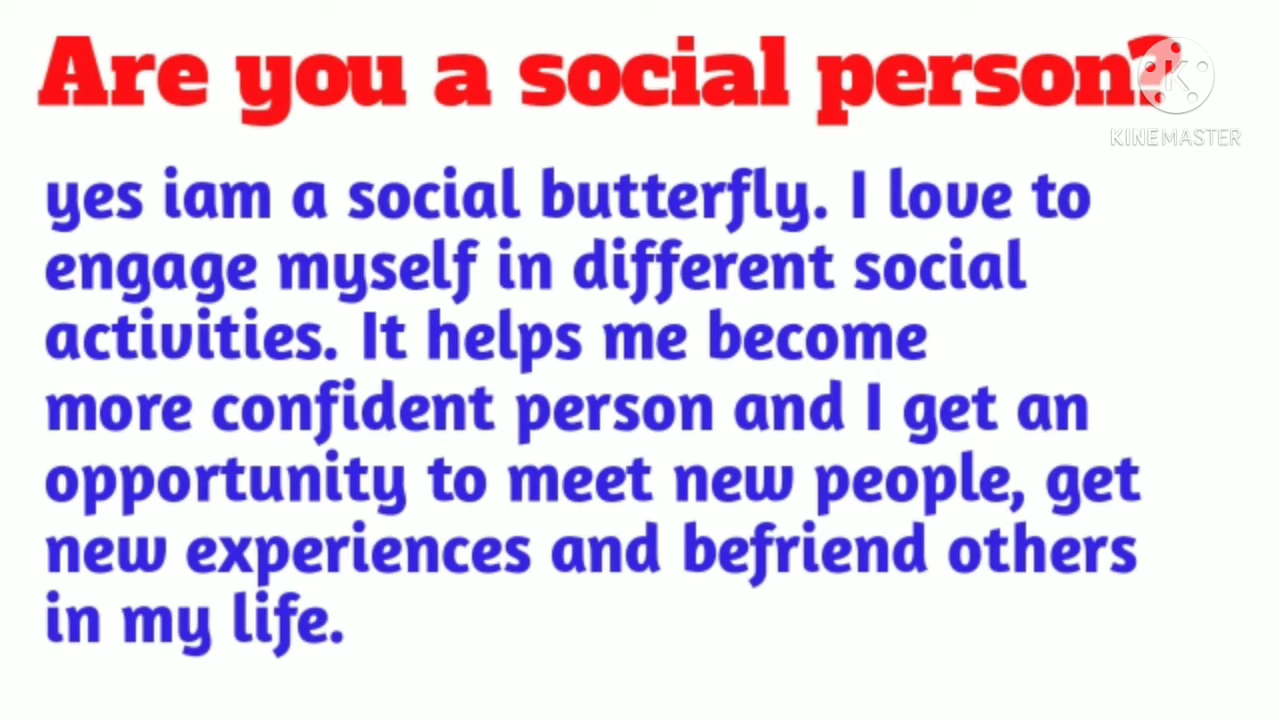 Are you a social person?
KINEMASTER
yes iam a social butterfly. I love to
engage myself in different social
activities. It helps me become
more confident person and I get an
opportunity to meet new people, get
new experiences and befriend others
in my life.